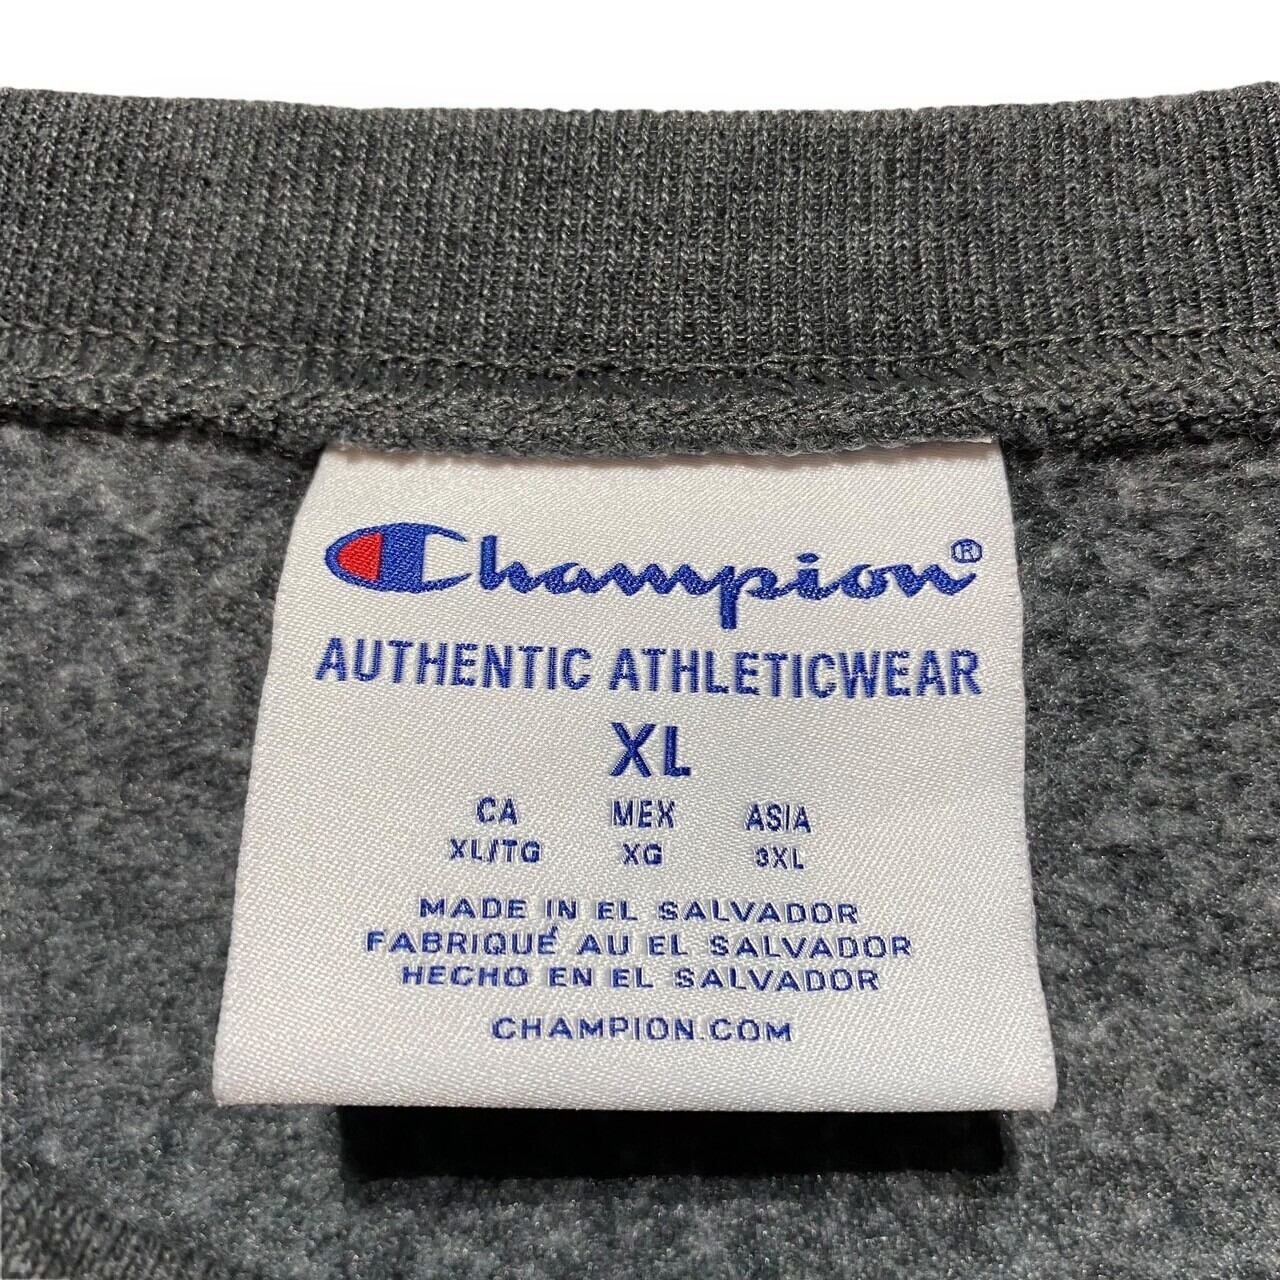 Champion®
AUTHENTIC ATHLETICWEAR
XL
CA MEX ASIA
XL/TG XG 3XL
MADE IN EL SALVADOR
FABRIQUÉ AU EL SALVADOR
HECHO EN EL SALVADOR
CHAMPION.COM